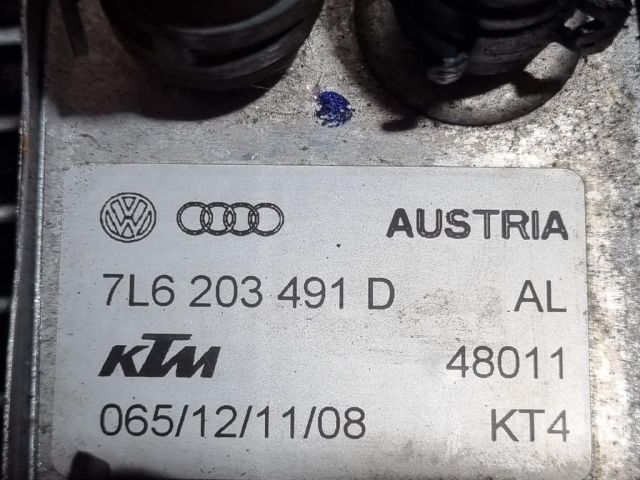 AUSTRIA
7L6 203 491 D AL
KTM 48011
065/12/11/08 KT4